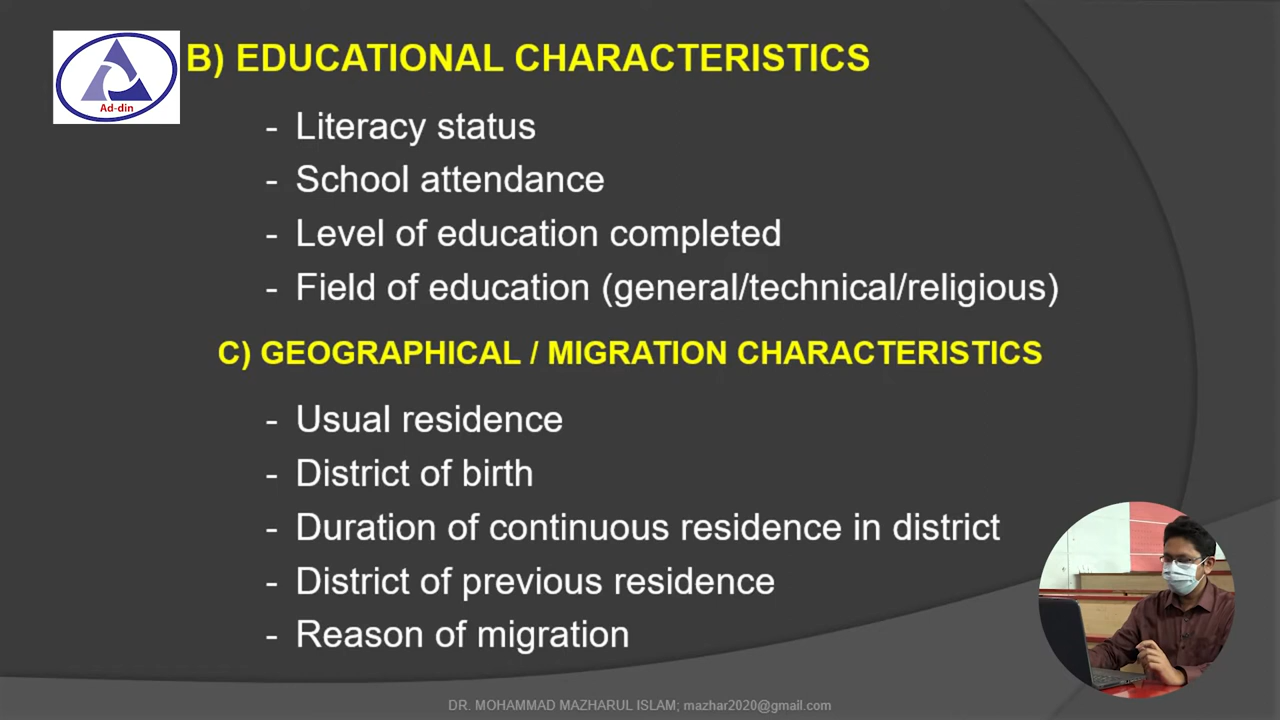 B) EDUCATIONAL CHARACTERISTICS
Ad-din
- Literacy status
- School attendance
- Level of education completed
- Field of education (general/technical/religious)
C) GEOGRAPHICAL / MIGRATION CHARACTERISTICS
- Usual residence
- District of birth
- Duration of continuous residence in district
- District of previous residence
- Reason of migration
DR. MOHAMMAD MAZHARUL ISLAM; mazhar2020@gmail.com